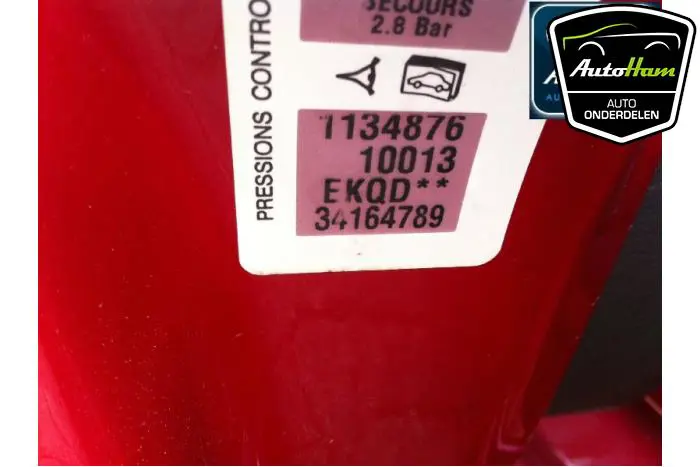 SECOURS
2.8 Bar
PRESSIONS CONTRO
1134876
10013
EKQD**
34164789
AutoHam
AUTO
ONDERDELEN